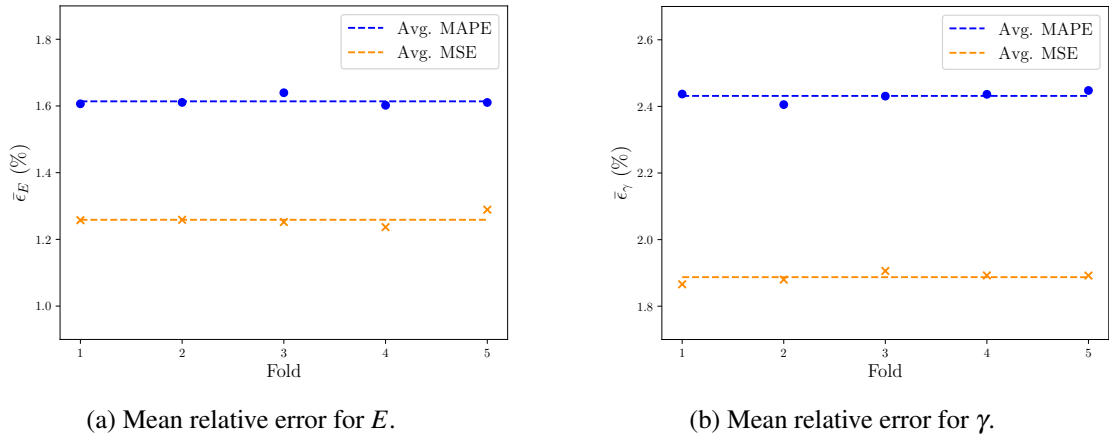 1.8
1.6
1.4
1.2
1.0
ϵ̄_E (%)
1 2 3 4 5
Fold
Avg. MAPE
Avg. MSE
(a) Mean relative error for E.
2.6
2.4
2.2
2.0
1.8
ϵ̄_γ (%)
1 2 3 4 5
Fold
Avg. MAPE
Avg. MSE
(b) Mean relative error for γ.